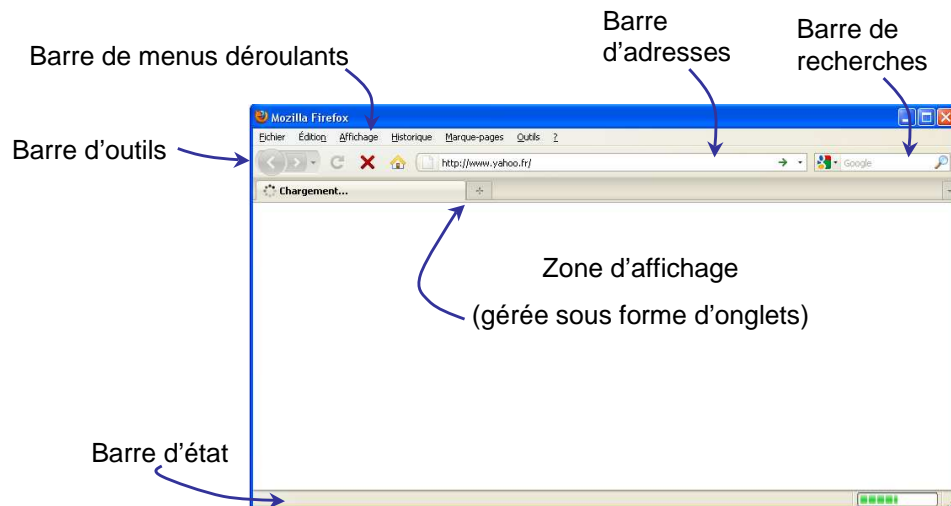 Barre
d'adresses
Barre de
recherches
Barre de menus déroulants
Mozilla Firefox
Fichier Édition Affichage Historique Marque-pages Outils ?
Barre d'outils
http://www.yahoo.fr/ Google
Chargement...
Zone d'affichage
(gérée sous forme d'onglets)
Barre d'état